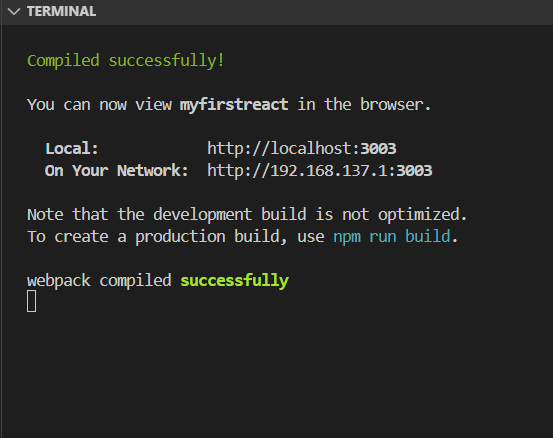 TERMINAL
Compiled successfully!
You can now view myfirstreact in the browser.
Local: http://localhost:3003
On Your Network: http://192.168.137.1:3003
Note that the development build is not optimized.
To create a production build, use npm run build.
webpack compiled successfully